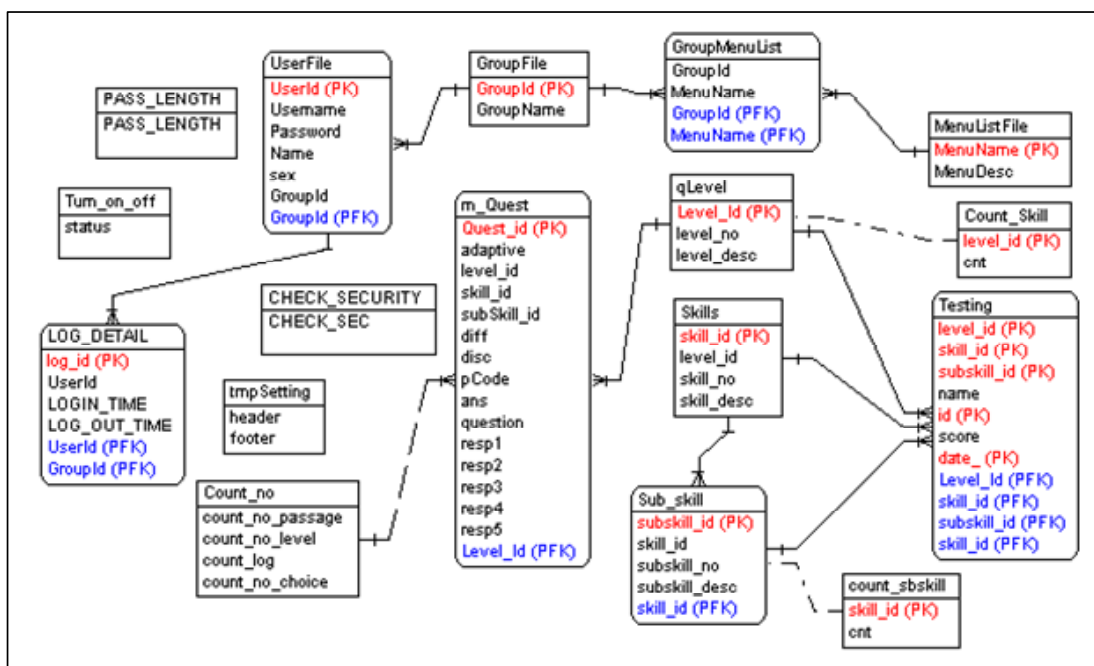 PASS_LENGTH
PASS_LENGTH
Turn_on_off
status
UserFile
UserId (PK)
Username
Password
Name
sex
GroupId
GroupId (PFK)
GroupFile
GroupId (PK)
GroupName
GroupMenuList
GroupId
MenuName
GroupId (PFK)
MenuName (PFK)
MenuListFile
MenuName (PK)
MenuDesc
LOG_DETAIL
log_id (PK)
UserId
LOGIN_TIME
LOG_OUT_TIME
UserId (PFK)
GroupId (PFK)
CHECK_SECURITY
CHECK_SEC
tmpSetting
header
footer
Count_no
count_no_passage
count_no_level
count_log
count_no_choice
m_Quest
Quest_id (PK)
adaptive
level_id
skill_id
subSkill_id
diff
disc
pCode
ans
question
resp1
resp2
resp3
resp4
resp5
Level_Id (PFK)
qLevel
Level_Id (PK)
level_no
level_desc
Count_Skill
level_id (PK)
cnt
Skills
skill_id (PK)
level_id
skill_no
skill_desc
Sub_skill
subskill_id (PK)
skill_id
subskill_no
subskill_desc
skill_id (PFK)
Testing
level_id (PK)
skill_id (PK)
subskill_id (PK)
name
id (PK)
score
date_ (PK)
Level_Id (PFK)
skill_id (PFK)
subskill_id (PFK)
skill_id (PFK)
count_sbskill
skill_id (PK)
cnt